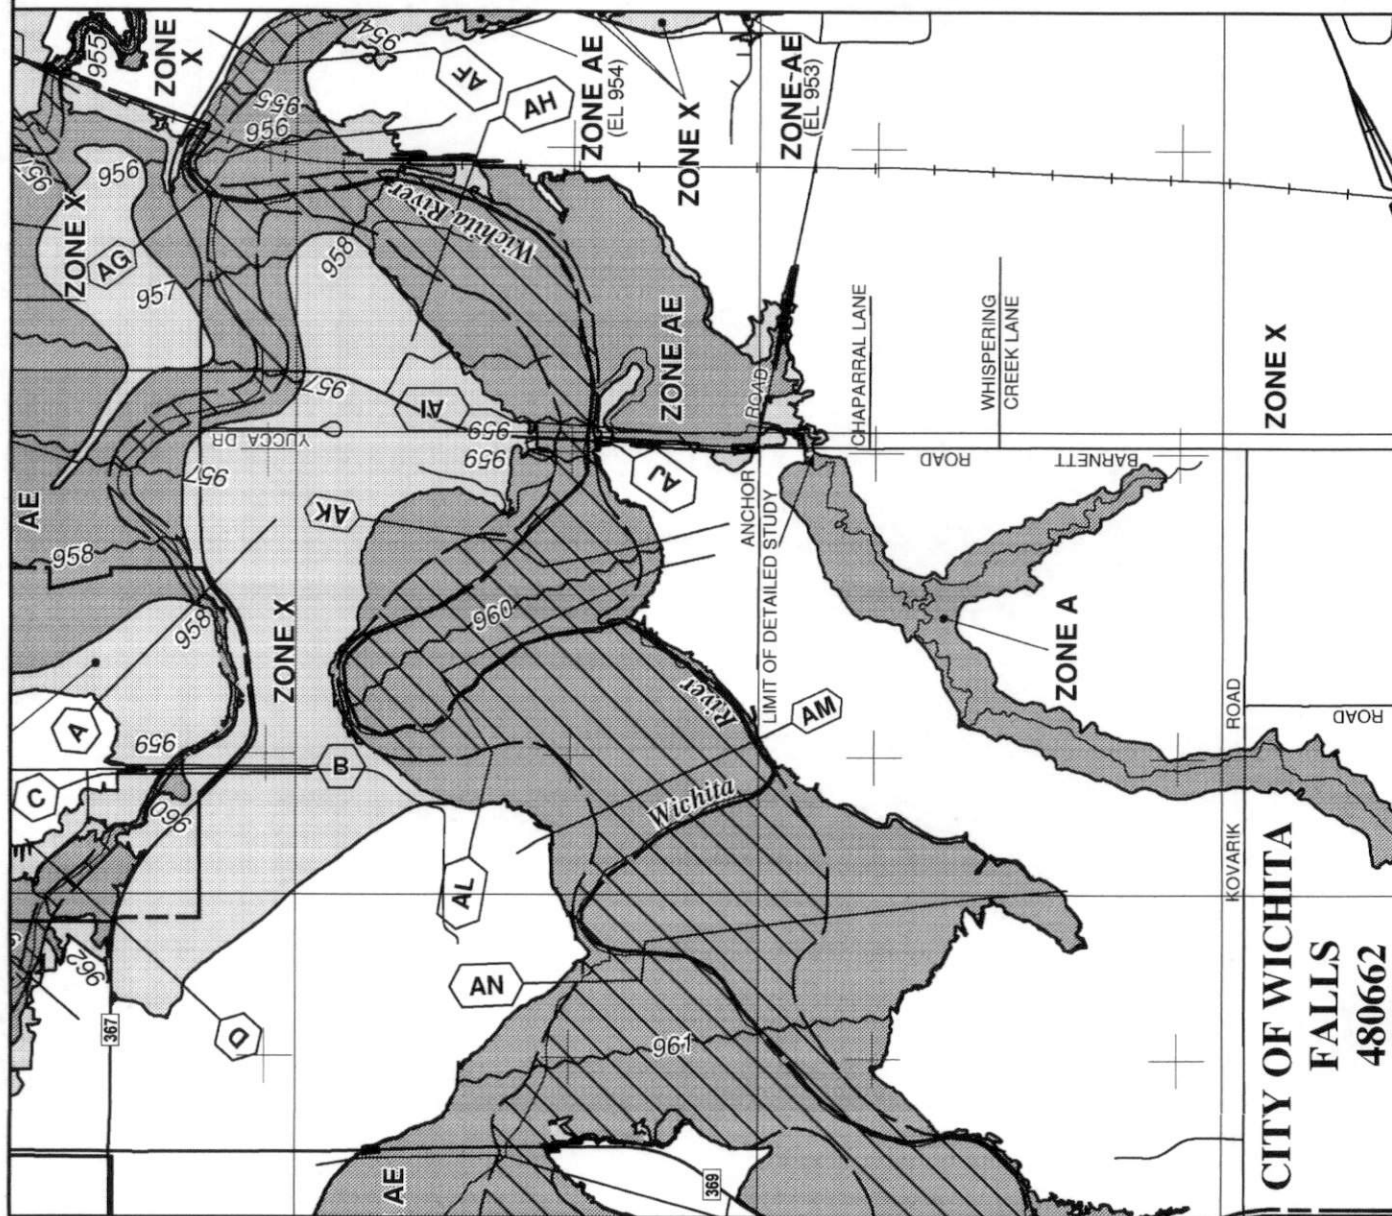 954
955
ZONE
X
ZONE AE
(EL 954)
ZONE AE
(EL 953)
AF
AH
955
956
ZONE X
957
956
ZONE X
AG
957
958
Wichita River
ZONE AE
CHAPARRAL LANE
WHISPERING
CREEK LANE
ZONE X
957
AI
ROAD
YUCCA DR
959
959
AJ
BARNETT
ROAD
AE
957
AK
ANCHOR
LIMIT OF DETAILED STUDY
958
958
ZONE X
960
ZONE A
River
KOVARIK
ROAD
ROAD
A
959
B
AM
C
960
Wichita
AL
962
AN
D
367
961
369
AE
CITY OF WICHITA
FALLS
480662